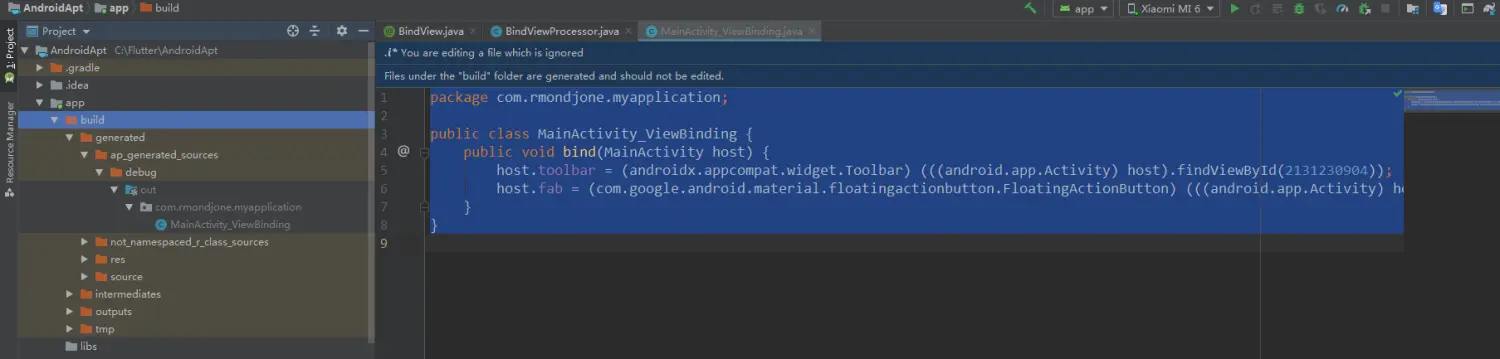 AndroidApt app build
app Xiaomi MI 6
Project
BindView.java BindViewProcessor.java MainActivity_ViewBinding.java
1: Project
Resource Manager
AndroidApt C:\Flutter\AndroidApt
.gradle
.idea
app
build
generated
ap_generated_sources
debug
out
com.rmondjone.myapplication
MainActivity_ViewBinding
not_namespaced_r_class_sources
res
source
intermediates
outputs
tmp
libs
.i* You are editing a file which is ignored
Files under the "build" folder are generated and should not be edited.
1 package com.rmondjone.myapplication;
2
3 public class MainActivity_ViewBinding {
4 @ public void bind(MainActivity host) {
5 host.toolbar = (androidx.appcompat.widget.Toolbar) (((android.app.Activity) host).findViewById(2131230904));
6 host.fab = (com.google.android.material.floatingactionbutton.FloatingActionButton) (((android.app.Activity) ho
7 }
8 }
9